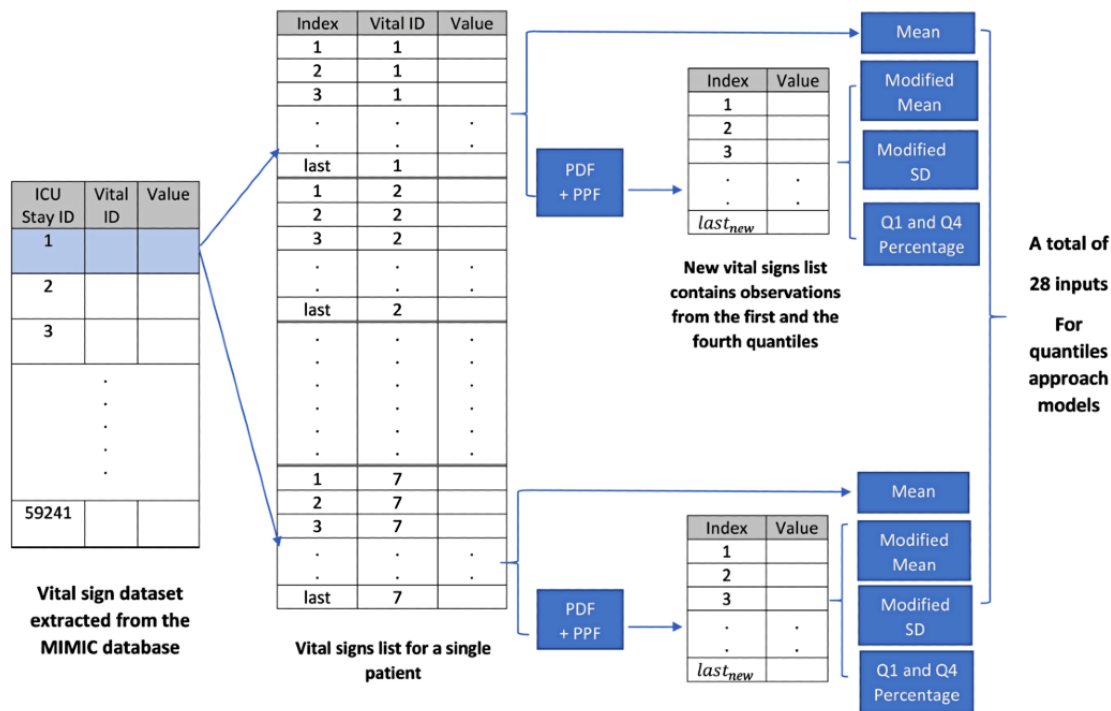 ICU Stay ID Vital ID Value
1
2
3
.
.
.
.
.
59241
Vital sign dataset
extracted from the
MIMIC database
Index Vital ID Value
1 1
2 1
3 1
. . .
. . .
last 1
1 2
2 2
3 2
. . .
. . .
last 2
. . .
. . .
. . .
. . .
. . .
1 7
2 7
3 7
. . .
. . .
last 7
Vital signs list for a single
patient
PDF
+ PPF
Index Value
1
2
3
. .
. .
last_new
New vital signs list
contains observations
from the first and the
fourth quantiles
Mean
Modified
Mean
Modified
SD
Q1 and Q4
Percentage
PDF
+ PPF
Index Value
1
2
3
. .
. .
last_new
Mean
Modified
Mean
Modified
SD
Q1 and Q4
Percentage
A total of
28 inputs
For
quantiles
approach
models